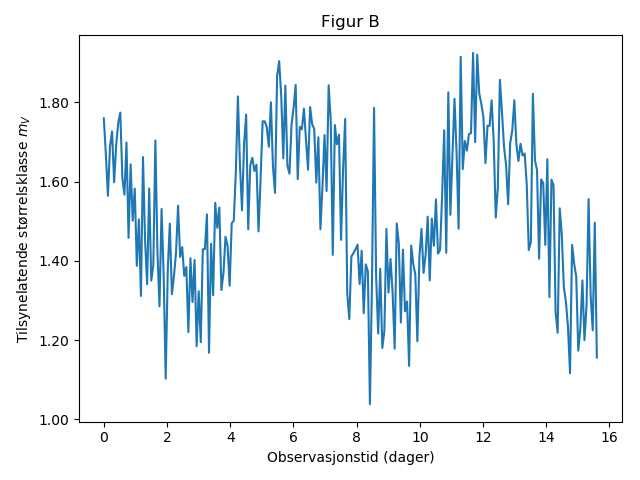 Figur B
Tilsynelatende størrelsklasse m_V
1.80
1.60
1.40
1.20
1.00
0 2 4 6 8 10 12 14 16
Observasjonstid (dager)